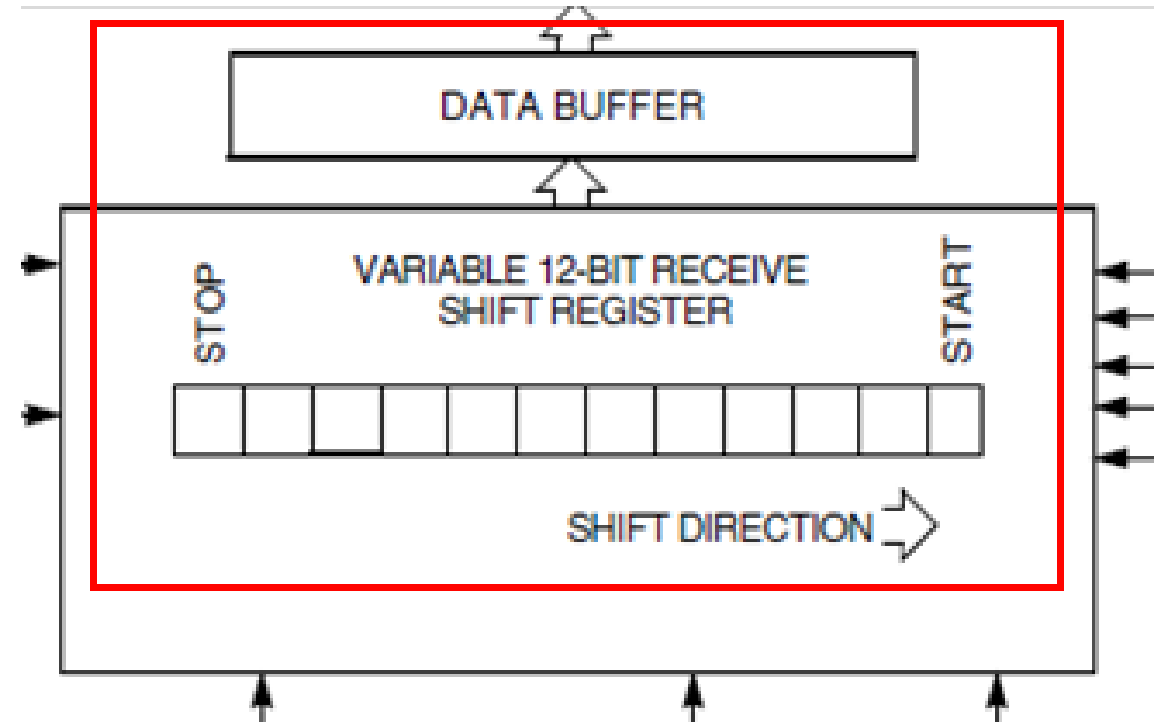 DATA BUFFER
VARIABLE 12-BIT RECEIVE
SHIFT REGISTER
STOP
START
SHIFT DIRECTION